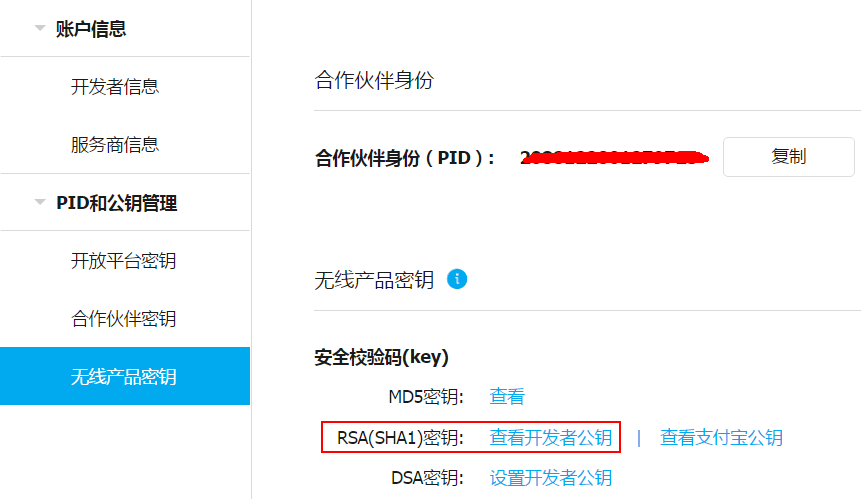 账户信息
开发者信息
服务商信息
PID和公钥管理
开放平台密钥
合作伙伴密钥
无线产品密钥
合作伙伴身份
合作伙伴身份（PID）: 复制
无线产品密钥
安全校验码(key)
MD5密钥: 查看
RSA(SHA1)密钥: 查看开发者公钥 | 查看支付宝公钥
DSA密钥: 设置开发者公钥